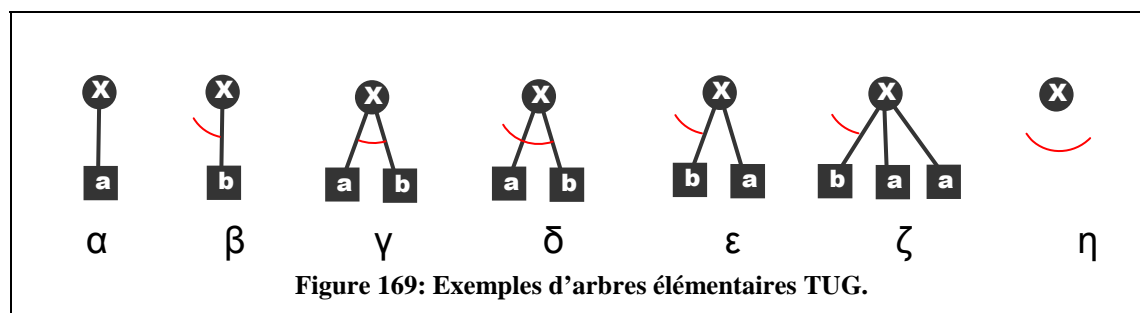 X X X X X X X
a b a b a b b a b a a
α β γ δ ε ζ η
Figure 169: Exemples d’arbres élémentaires TUG.